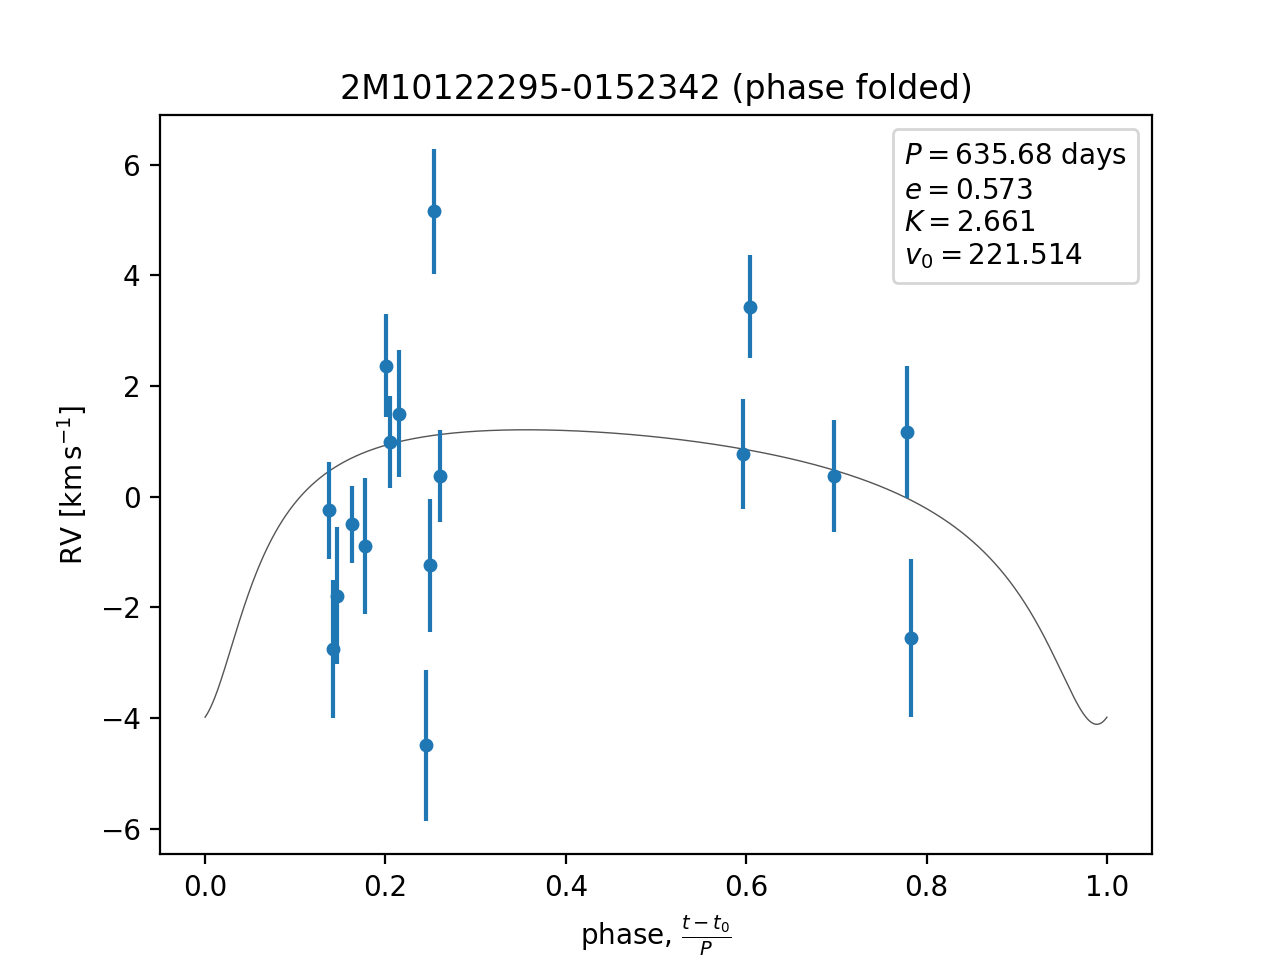 2M10122295-0152342 (phase folded)
P = 635.68 days
e = 0.573
K = 2.661
v₀ = 221.514
RV [km s⁻¹]
6
4
2
0
−2
−4
−6
0.0 0.2 0.4 0.6 0.8 1.0
phase, (t − t₀)/P